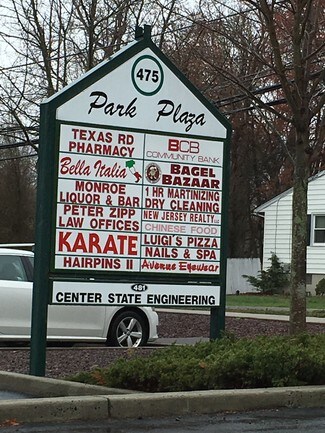 475
Park Plaza
TEXAS RD
PHARMACY
BCB
COMMUNITY BANK
Bella Italia
BAGEL
BAZAAR
MONROE
LIQUOR & BAR
1 HR MARTINIZING
DRY CLEANING
PETER ZIPP
LAW OFFICES
NEW JERSEY REALTY LLC
CHINESE FOOD
KARATE
LUIGI'S PIZZA
NAILS & SPA
HAIRPINS II
Avenue Eyewear
481
CENTER STATE ENGINEERING